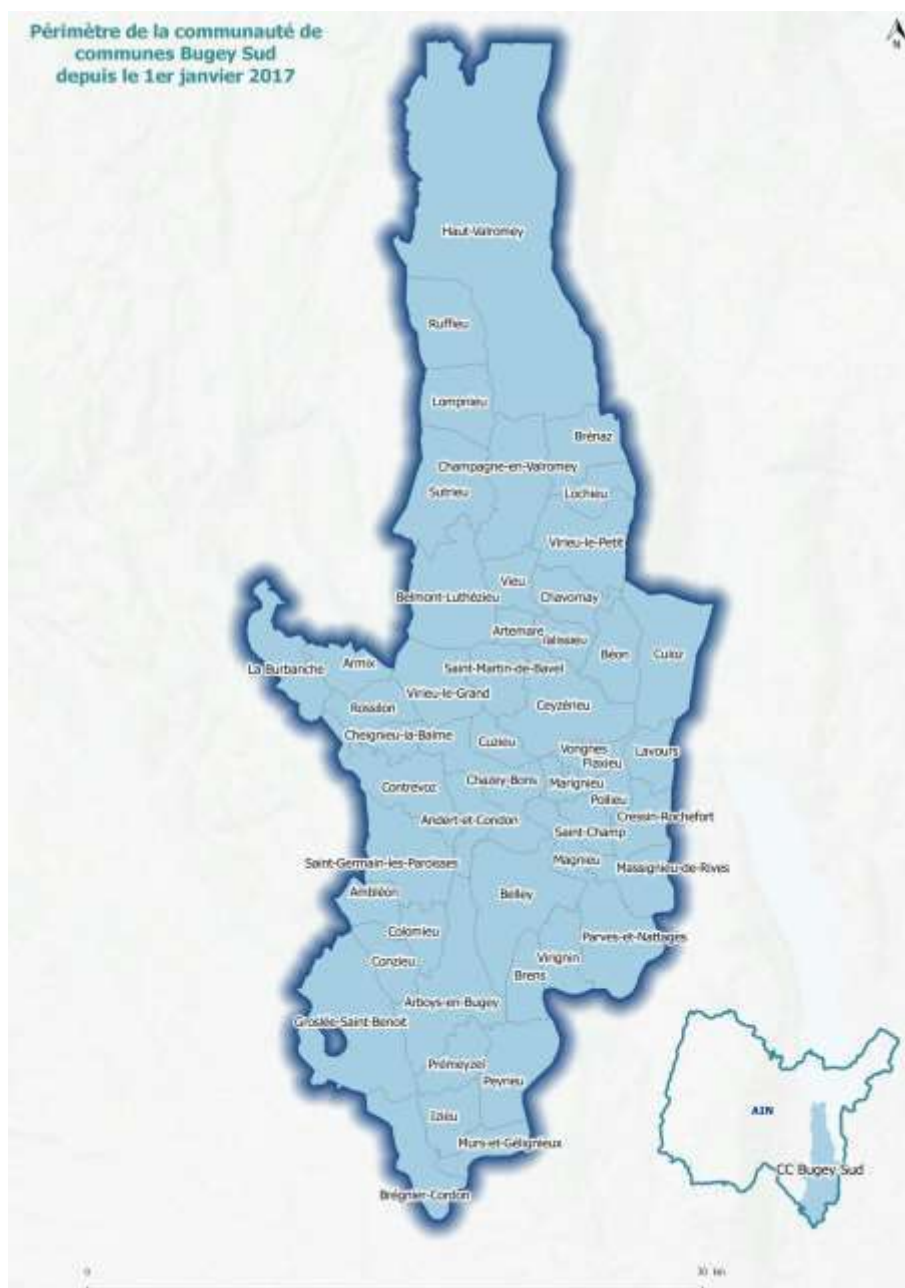 Périmètre de la communauté de
communes Bugey Sud
depuis le 1er janvier 2017
N
Haut-Valromey
Ruffieu
Lompnieu
Brénaz
Champagne-en-Valromey
Sutrieu
Lochieu
Virieu-le-Petit
Vieu
Belmont-Luthézieu
Chavornay
Artemare
Talissieu
Béon
Culoz
La Burbanche
Armix
Saint-Martin-de-Bavel
Virieu-le-Grand
Rossillon
Ceyzérieu
Cheignieu-la-Balme
Cuzieu
Vongnes
Lavours
Flaxieu
Contrevoz
Chazey-Bons
Marignieu
Pollieu
Cressin-Rochefort
Andert-et-Condon
Saint-Champ
Saint-Germain-les-Paroisses
Magnieu
Massignieu-de-Rives
Ambléon
Belley
Colomieu
Parves-et-Nattages
Conzieu
Virignin
Brens
Arboys-en-Bugey
Groslée-Saint-Benoit
Prémeyzel
Peyrieu
Izieu
Murs-et-Gélignieux
Brégnier-Cordon
AIN
CC Bugey Sud
0
10 km